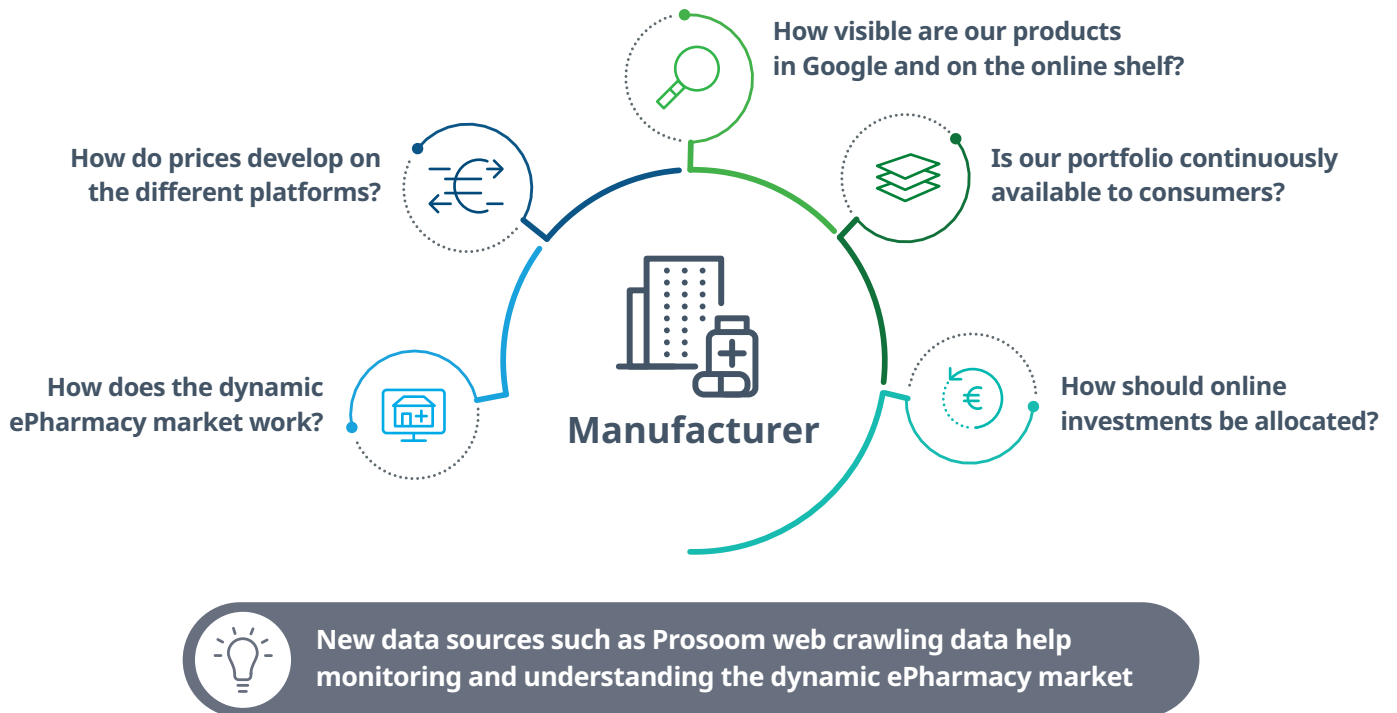 How visible are our products
in Google and on the online shelf?
How do prices develop on
the different platforms?
Is our portfolio continuously
available to consumers?
How does the dynamic
ePharmacy market work?
How should online
investments be allocated?
Manufacturer
New data sources such as Prosoom web crawling data help
monitoring and understanding the dynamic ePharmacy market